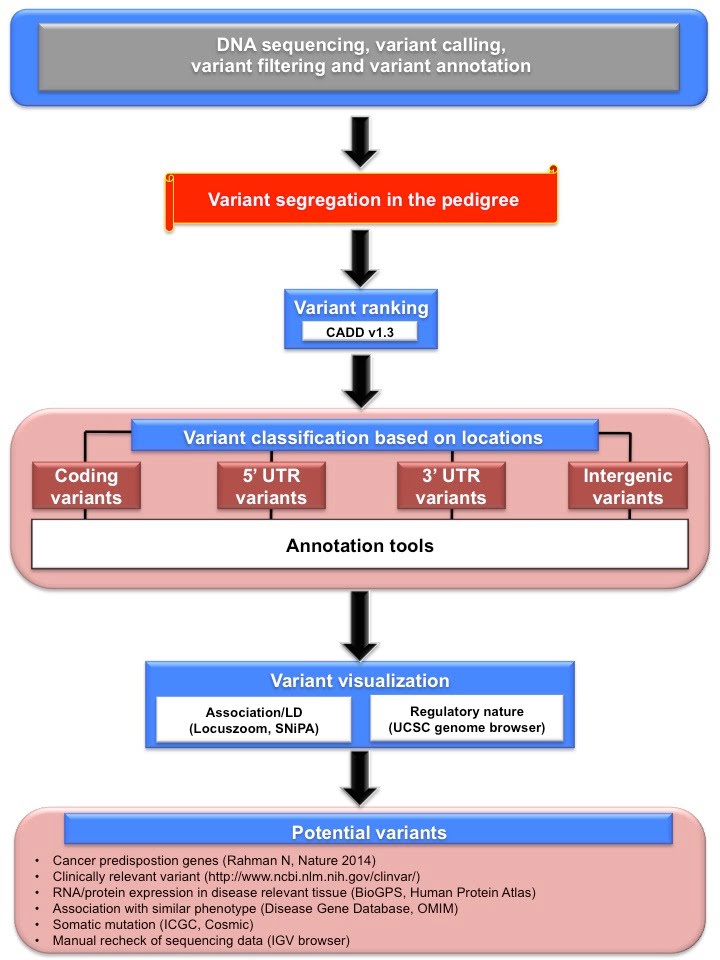 DNA sequencing, variant calling,
variant filtering and variant annotation
Variant segregation in the pedigree
Variant ranking
CADD v1.3
Variant classification based on locations
Coding
variants
5’ UTR
variants
3’ UTR
variants
Intergenic
variants
Annotation tools
Variant visualization
Association/LD
(Locuszoom, SNiPA)
Regulatory nature
(UCSC genome browser)
Potential variants
• Cancer predispostion genes (Rahman N, Nature 2014)
• Clinically relevant variant (http://www.ncbi.nlm.nih.gov/clinvar/)
• RNA/protein expression in disease relevant tissue (BioGPS, Human Protein Atlas)
• Association with similar phenotype (Disease Gene Database, OMIM)
• Somatic mutation (ICGC, Cosmic)
• Manual recheck of sequencing data (IGV browser)